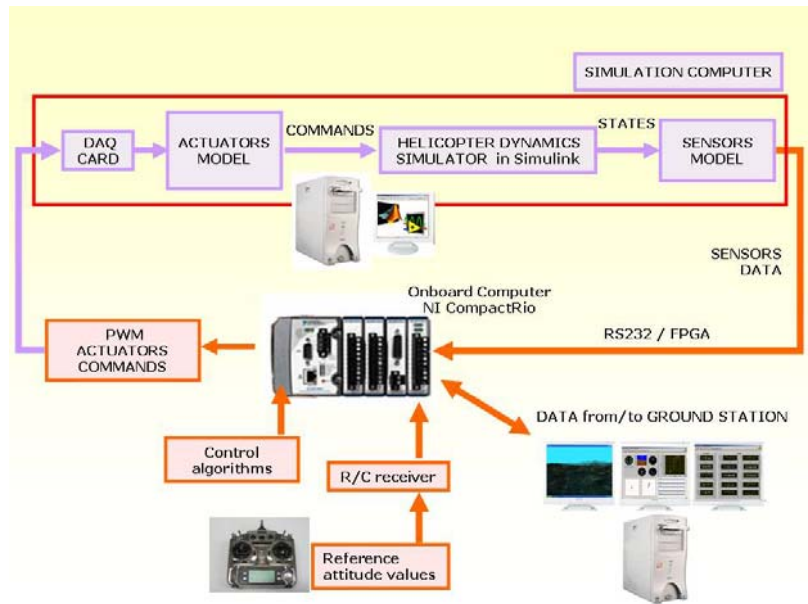 SIMULATION COMPUTER
DAQ
CARD
ACTUATORS
MODEL
COMMANDS
HELICOPTER DYNAMICS
SIMULATOR in Simulink
STATES
SENSORS
MODEL
SENSORS
DATA
Onboard Computer
NI CompactRio
RS232 / FPGA
PWM
ACTUATORS
COMMANDS
DATA from/to GROUND STATION
Control
algorithms
R/C receiver
Reference
attitude values